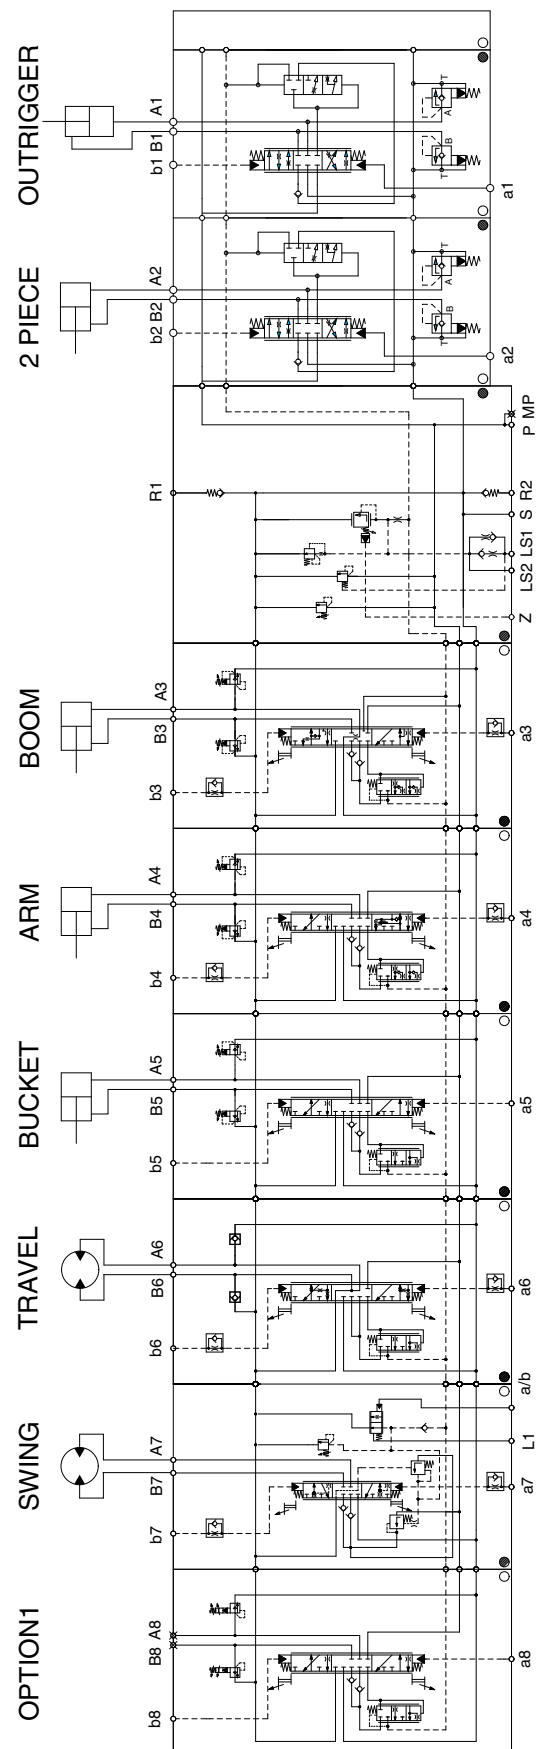 OUTRIGGER
A1
B1
b1
a1
T
A
B
T
2 PIECE
A2
B2
b2
a2
T
A
B
T
P MP
R1
R2
S
LS1
LS2
Z
BOOM
A3
B3
b3
a3
ARM
A4
B4
b4
a4
BUCKET
A5
B5
b5
a5
TRAVEL
A6
B6
b6
a6
a/b
SWING
L1
A7
B7
b7
a7
OPTION1
A8
B8
b8
a8